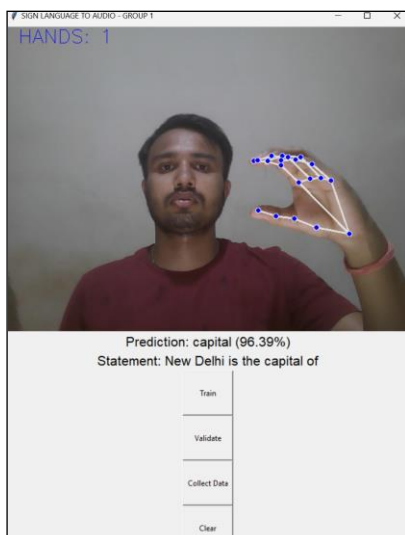 SIGN LANGUAGE TO AUDIO - GROUP 1
HANDS: 1
Prediction: capital (96.39%)
Statement: New Delhi is the capital of
Train
Validate
Collect Data
Clear